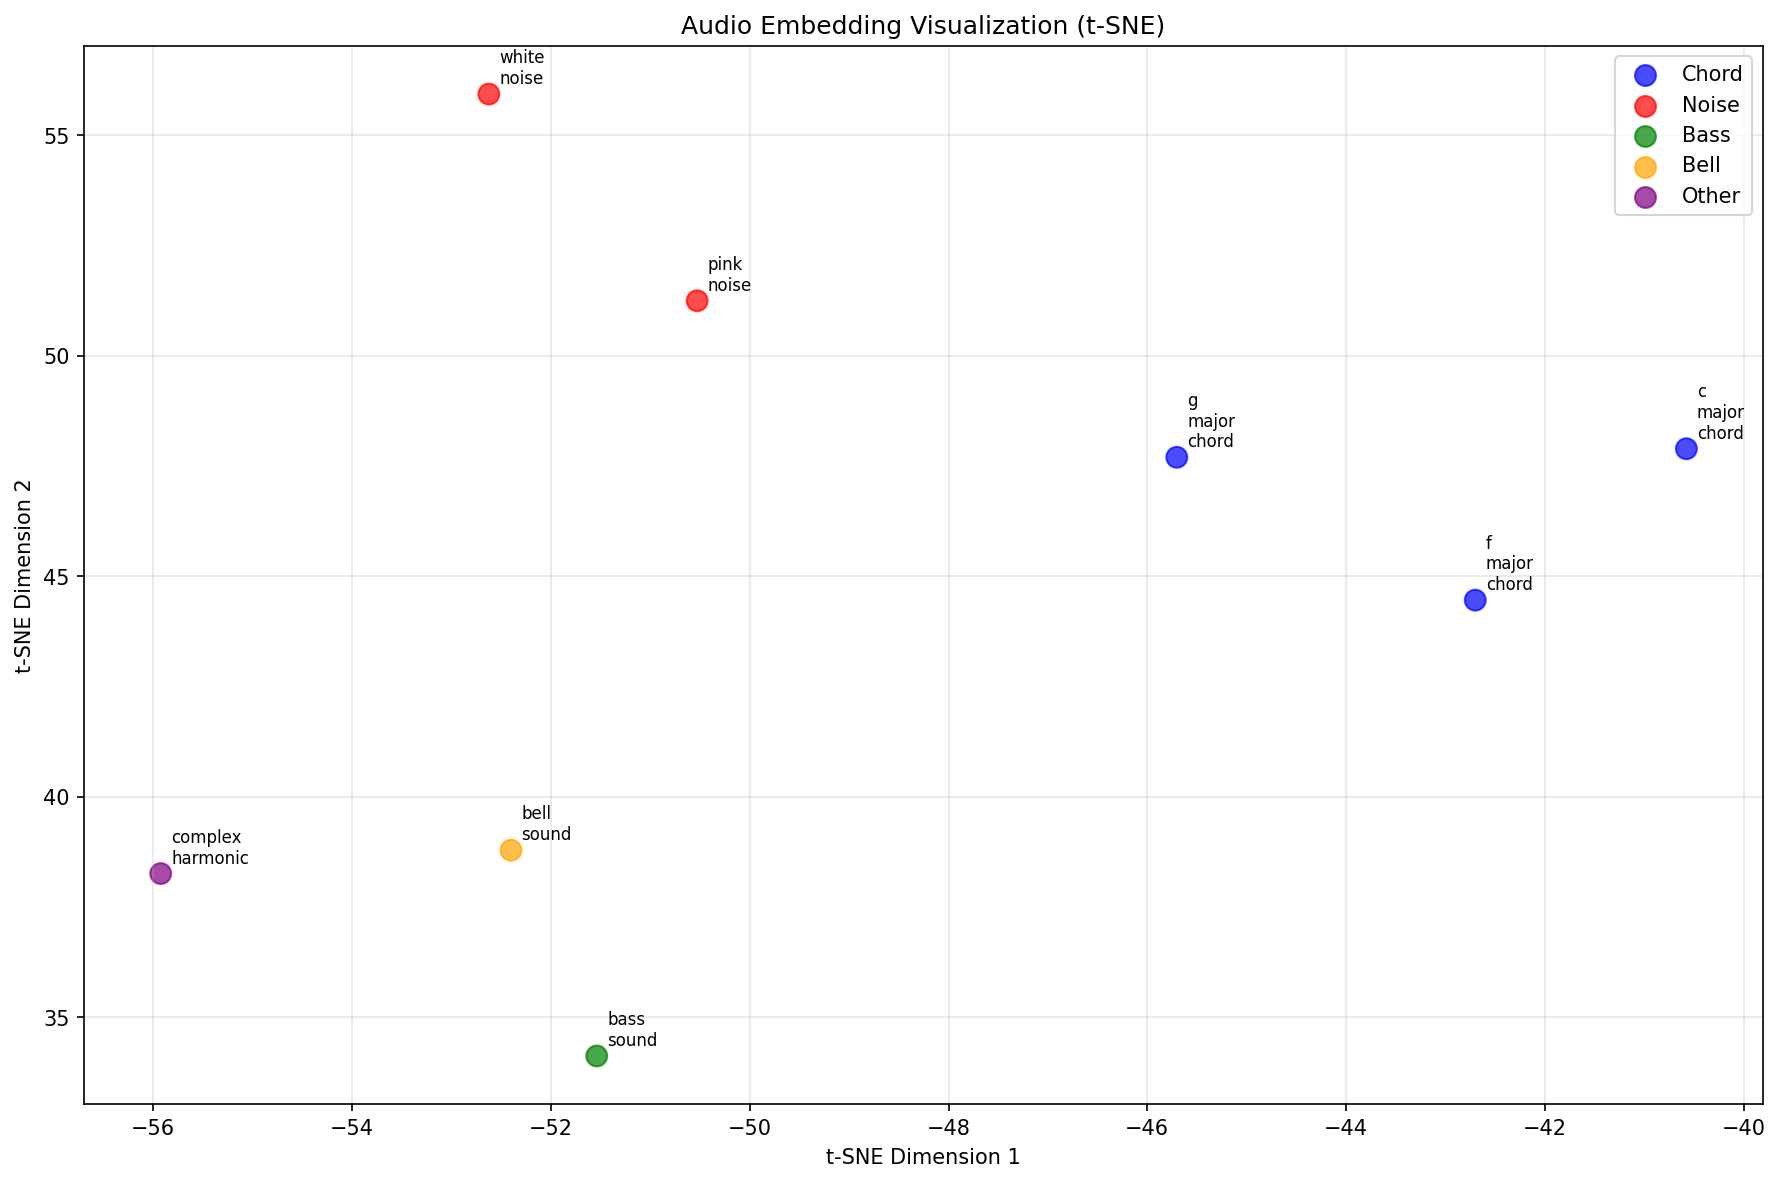 Audio Embedding Visualization (t-SNE)
white
noise
Chord
Noise
Bass
Bell
Other
pink
noise
g
major
chord
c
major
chord
f
major
chord
complex
harmonic
bell
sound
bass
sound
55
50
45
40
35
t-SNE Dimension 2
−56
−54
−52
−50
−48
−46
−44
−42
−40
t-SNE Dimension 1